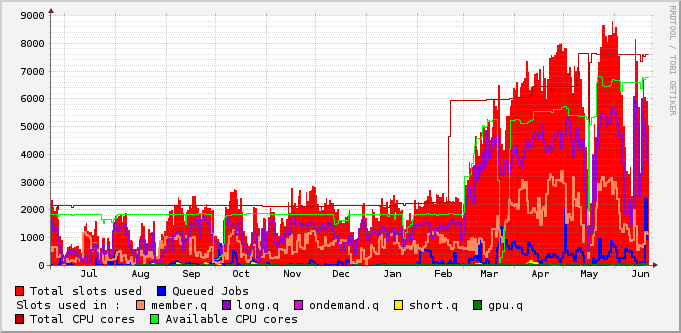 9000
8000
7000
6000
5000
4000
3000
2000
1000
0
Jul Aug Sep Oct Nov Dec Jan Feb Mar Apr May Jun
RRDTOOL / TOBI OETIKER
Total slots used Queued Jobs
Slots used in : member.q long.q ondemand.q short.q gpu.q
Total CPU cores Available CPU cores